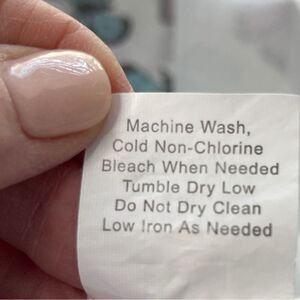 Machine Wash,
Cold Non-Chlorine
Bleach When Needed
Tumble Dry Low
Do Not Dry Clean
Low Iron As Needed